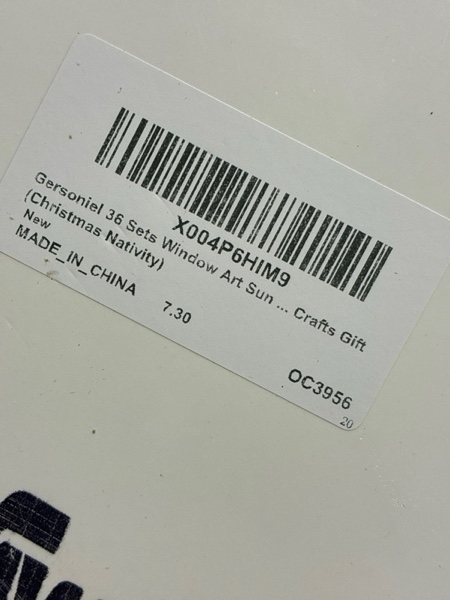 X004P6HIM9
Gersoniel 36 Sets Window Art Sun ... Crafts Gift
(Christmas Nativity)
New
MADE_IN_CHINA
7.30
OC3956
20